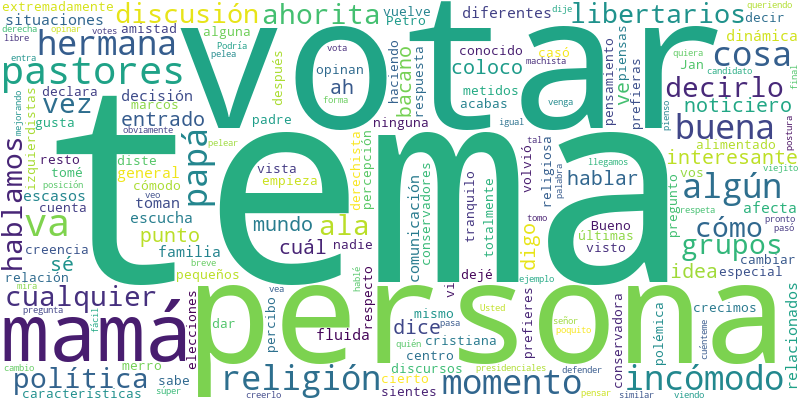 extremadamente
situaciones
discusión
ahorita
vuelve
Petro
diferentes
libertarios
queriendo
decir
dije
derecha
opinar
votes
amistad
alguna
libre
hermana
declara
decisión
marcos
Podría
pelea
votar
opinan
conocido
casó
machista
quiera
candidato
dinámica
entra
pastores
después
ah
bacano
haciendo
respuesta
coloco
metidos
acabas
pensamiento
ve
piensas
prefieras
Jan
cosa
final
mejorando
izquierdistas
gusta
vez
tomé
entrado
padre
vota
forma
ninguna
venga
igual
decirlo
noticiero
pienso
postura
obviamente
pelear
papá
tema
buena
hablamos
resto
diste
general
vista
empieza
derechista
percepción
tranquilo
volvió
religiosa
tal
palabra
llegamos
hablar
interesante
alimentado
vos
viejito
posición
veo
escasos
cuenta
cómodo
toman
escucha
mundo
nadie
comunicación
conservadores
totalmente
digo
tomo
Bueno
últimas
visto
pregunto
algún
afecta
respeta
pronto
pasó
va
creencia
sé
punto
familia
ala
cuál
dejé
cómo
grupos
cambiar
especial
relación
breve
pequeños
mira
pregunta
fácil
cualquier
elecciones
persona
vi
hablé
ejemplo
idea
crecimos
relacionados
mamá
dar
percibo
vea
fluida
respecto
mismo
dice
pasa
Usted
quién
cristiana
prefieres
señor
poquito
conservadora
polémica
cuénteme
cambio
política
merro
sabe
características
súper
religión
creerlo
centro
discursos
cierto
sientes
presidenciales
momento
defender
pensar
similar
viendo
incómodo